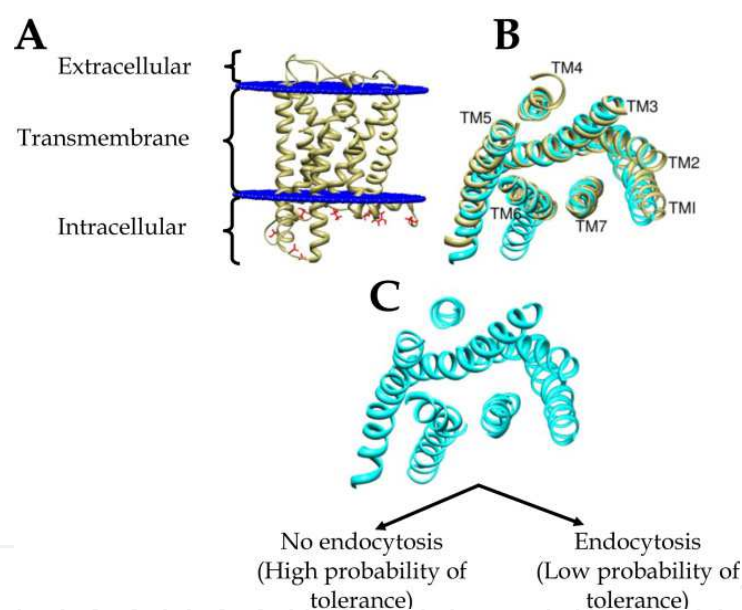 A
B
Extracellular
Transmembrane
Intracellular
TM4
TM3
TM5
TM2
TM6
TM7
TMI
C
No endocytosis
(High probability of
tolerance)
Endocytosis
(Low probability of
tolerance)